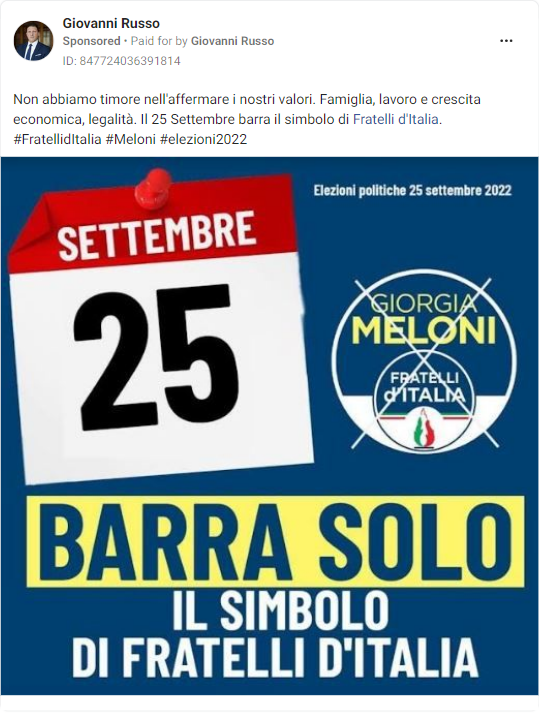 Giovanni Russo
Sponsored • Paid for by Giovanni Russo
ID: 847724036391814
Non abbiamo timore nell'affermare i nostri valori. Famiglia, lavoro e crescita
economica, legalità. Il 25 Settembre barra il simbolo di Fratelli d'Italia.
#FratellidItalia #Meloni #elezioni2022
Elezioni politiche 25 settembre 2022
SETTEMBRE
25
GIORGIA
MELONI
FRATELLI
d'ITALIA
BARRA SOLO
IL SIMBOLO
DI FRATELLI D'ITALIA